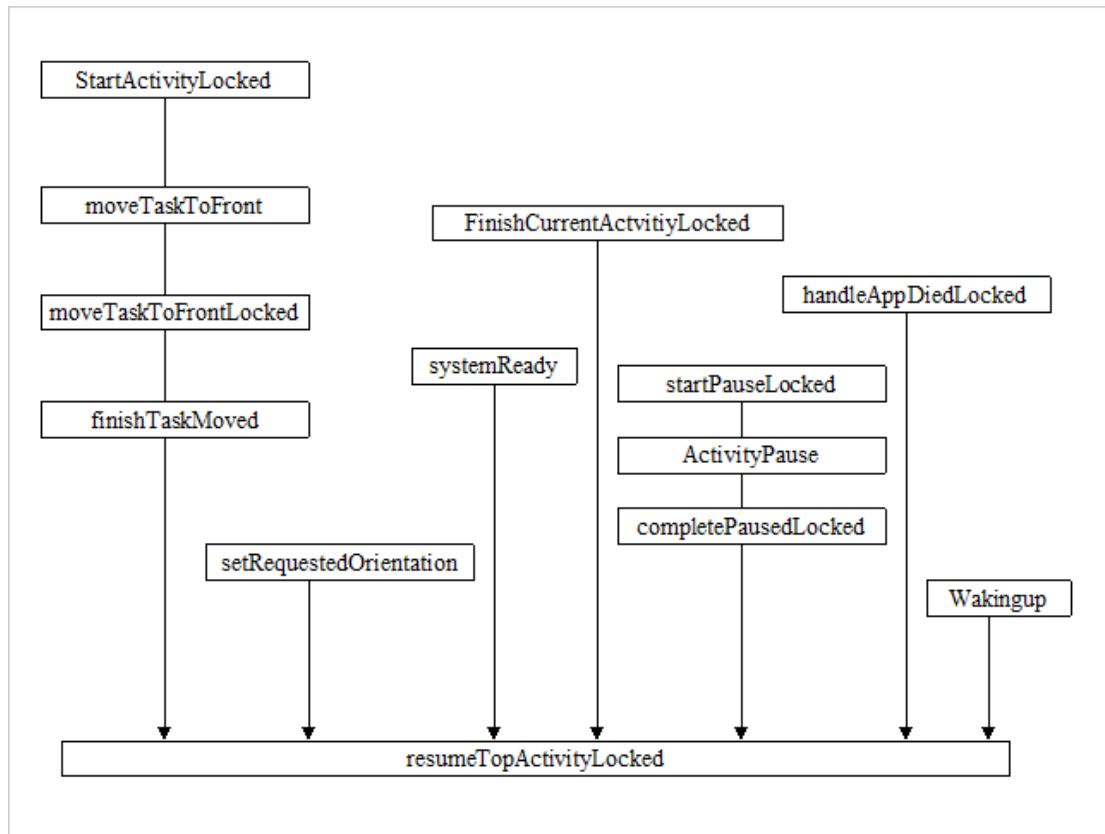 StartActivityLocked
moveTaskToFront
FinishCurrentActvitiyLocked
handleAppDiedLocked
moveTaskToFrontLocked
systemReady
startPauseLocked
finishTaskMoved
ActivityPause
completePausedLocked
setRequestedOrientation
Wakingup
resumeTopActivityLocked